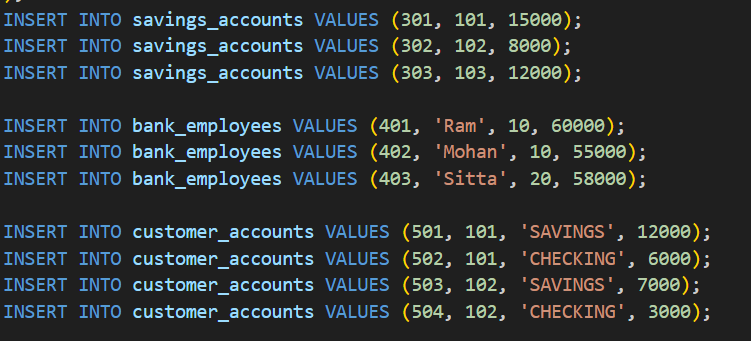 );
INSERT INTO savings_accounts VALUES (301, 101, 15000);
INSERT INTO savings_accounts VALUES (302, 102, 8000);
INSERT INTO savings_accounts VALUES (303, 103, 12000);
INSERT INTO bank_employees VALUES (401, 'Ram', 10, 60000);
INSERT INTO bank_employees VALUES (402, 'Mohan', 10, 55000);
INSERT INTO bank_employees VALUES (403, 'Sitta', 20, 58000);
INSERT INTO customer_accounts VALUES (501, 101, 'SAVINGS', 12000);
INSERT INTO customer_accounts VALUES (502, 101, 'CHECKING', 6000);
INSERT INTO customer_accounts VALUES (503, 102, 'SAVINGS', 7000);
INSERT INTO customer_accounts VALUES (504, 102, 'CHECKING', 3000);